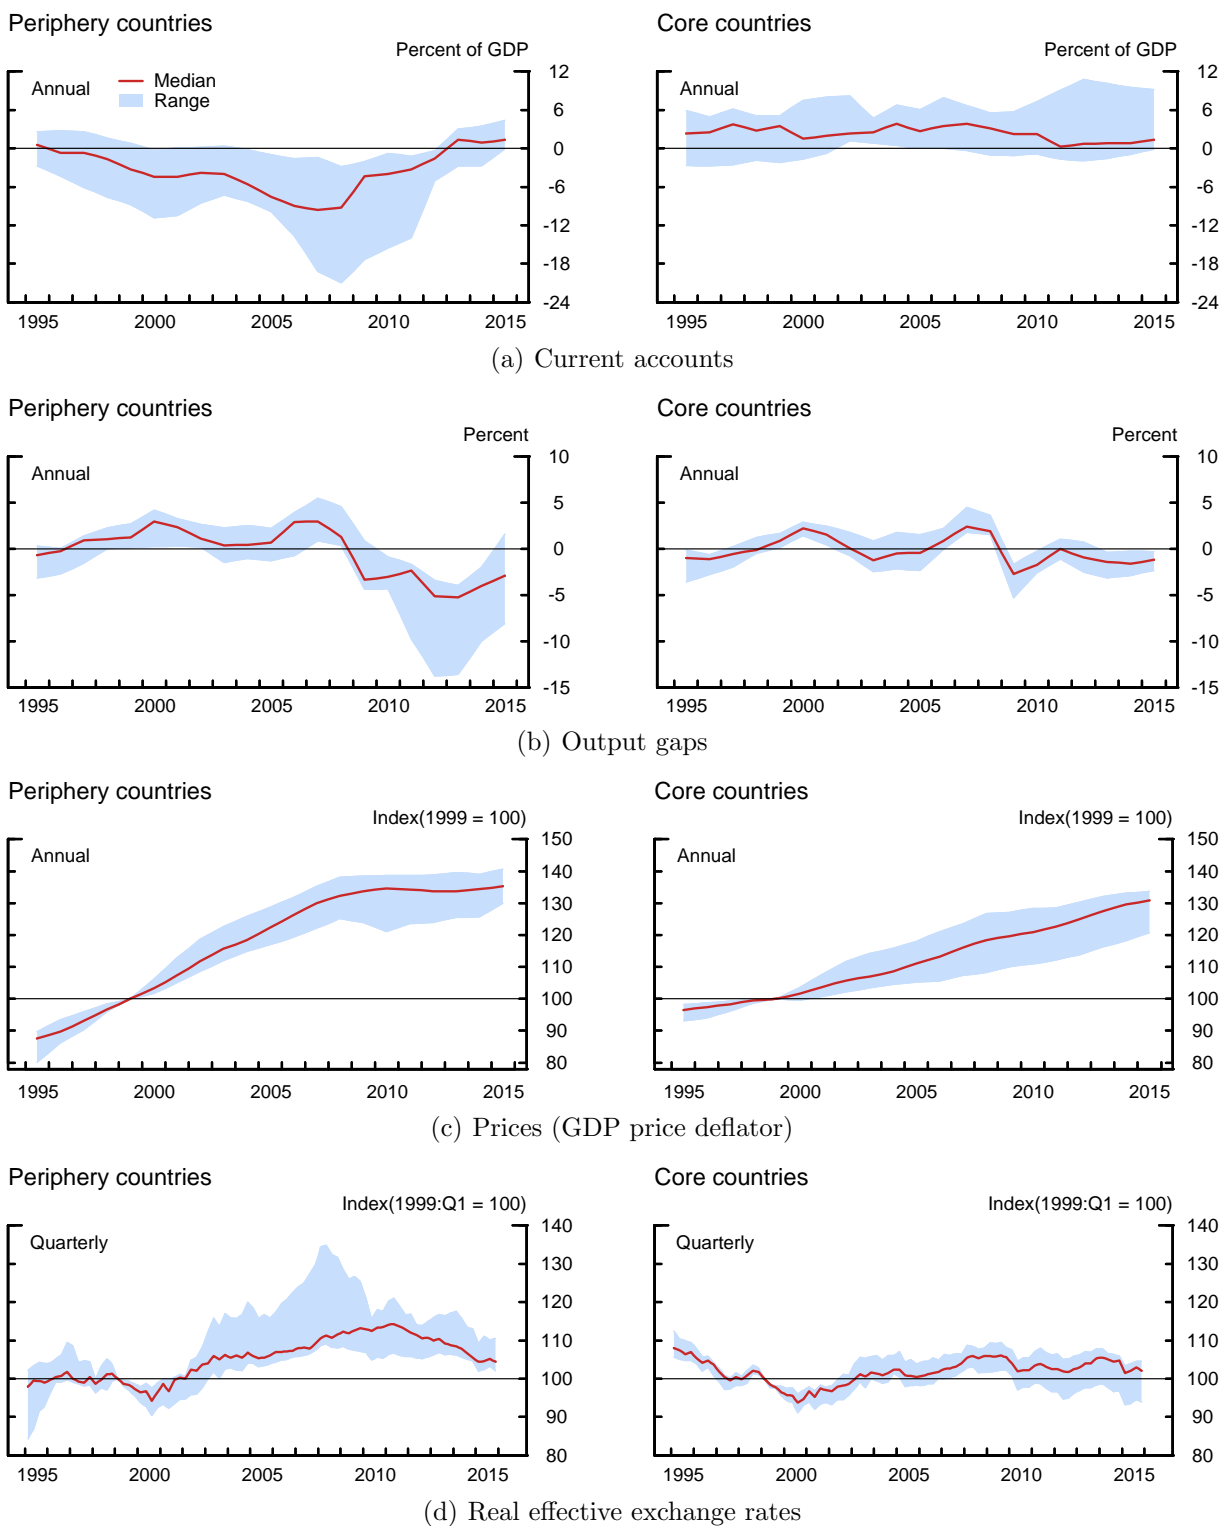 Periphery countries
Core countries
Percent of GDP
Percent of GDP
Annual
Median
Range
Annual
12
6
0
-6
-12
-18
-24
12
6
0
-6
-12
-18
-24
1995 2000 2005 2010 2015
1995 2000 2005 2010 2015
(a) Current accounts
Periphery countries
Core countries
Percent
Percent
Annual
Annual
10
5
0
-5
-10
-15
10
5
0
-5
-10
-15
1995 2000 2005 2010 2015
1995 2000 2005 2010 2015
(b) Output gaps
Periphery countries
Core countries
Index(1999 = 100)
Index(1999 = 100)
Annual
Annual
150
140
130
120
110
100
90
80
150
140
130
120
110
100
90
80
1995 2000 2005 2010 2015
1995 2000 2005 2010 2015
(c) Prices (GDP price deflator)
Periphery countries
Core countries
Index(1999:Q1 = 100)
Index(1999:Q1 = 100)
Quarterly
Quarterly
140
130
120
110
100
90
80
140
130
120
110
100
90
80
1995 2000 2005 2010 2015
1995 2000 2005 2010 2015
(d) Real effective exchange rates